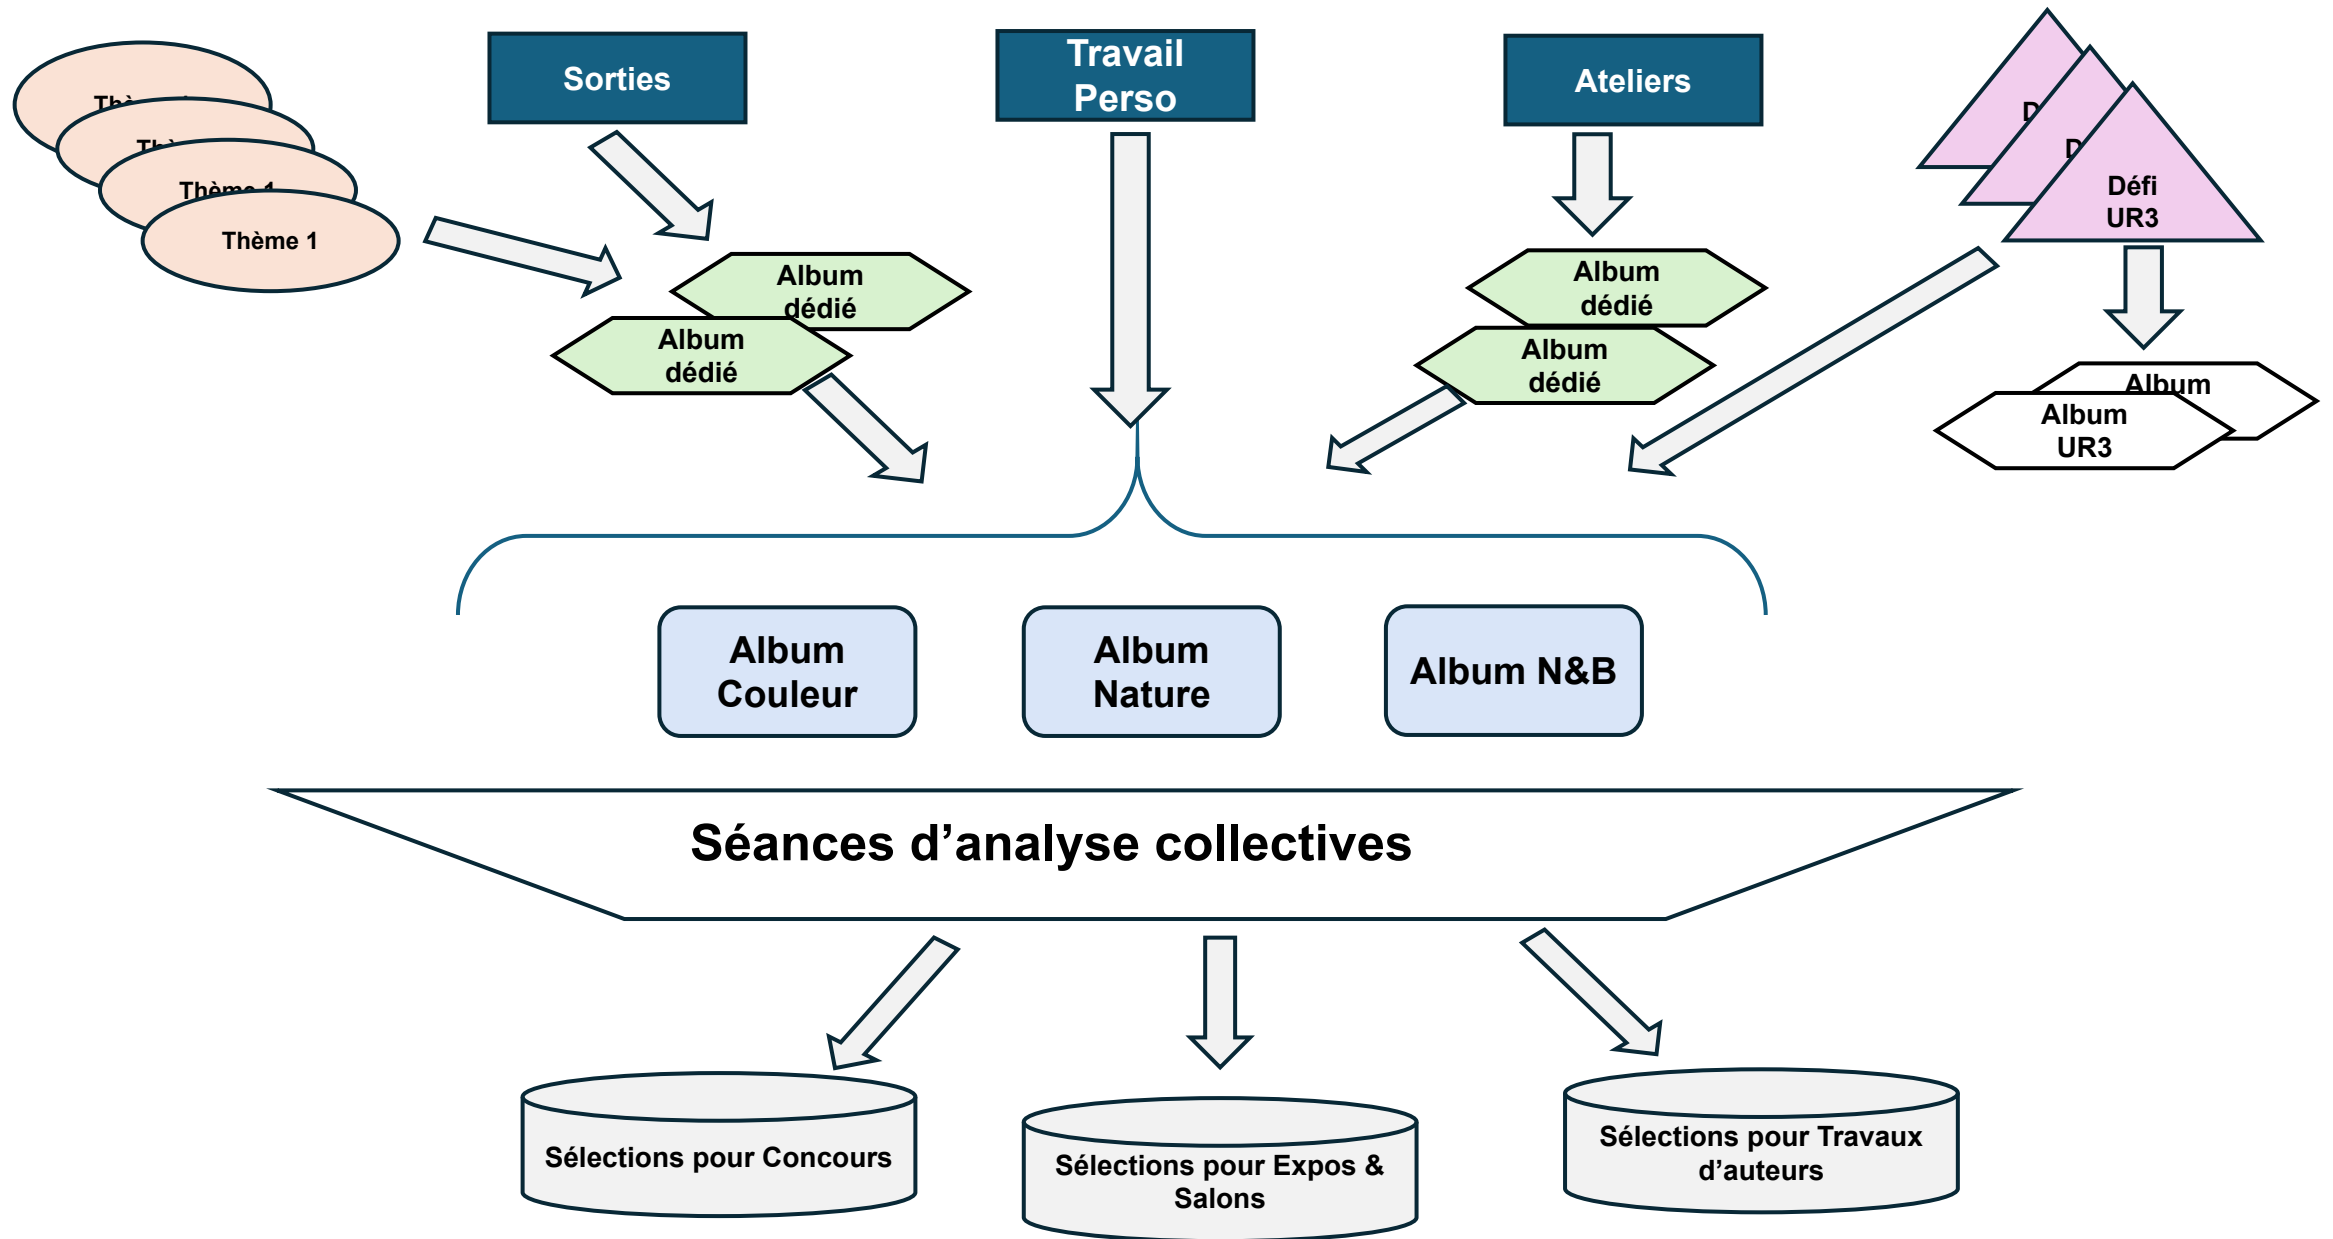 Sorties
Travail
Perso
Ateliers
Thème 1
Thème 1
Défi
UR3
Album
dédié
Album
dédié
Album
dédié
Album
dédié
Album
Album
UR3
Album
Couleur
Album
Nature
Album N&B
Séances d’analyse collectives
Sélections pour Concours
Sélections pour Expos &
Salons
Sélections pour Travaux
d’auteurs